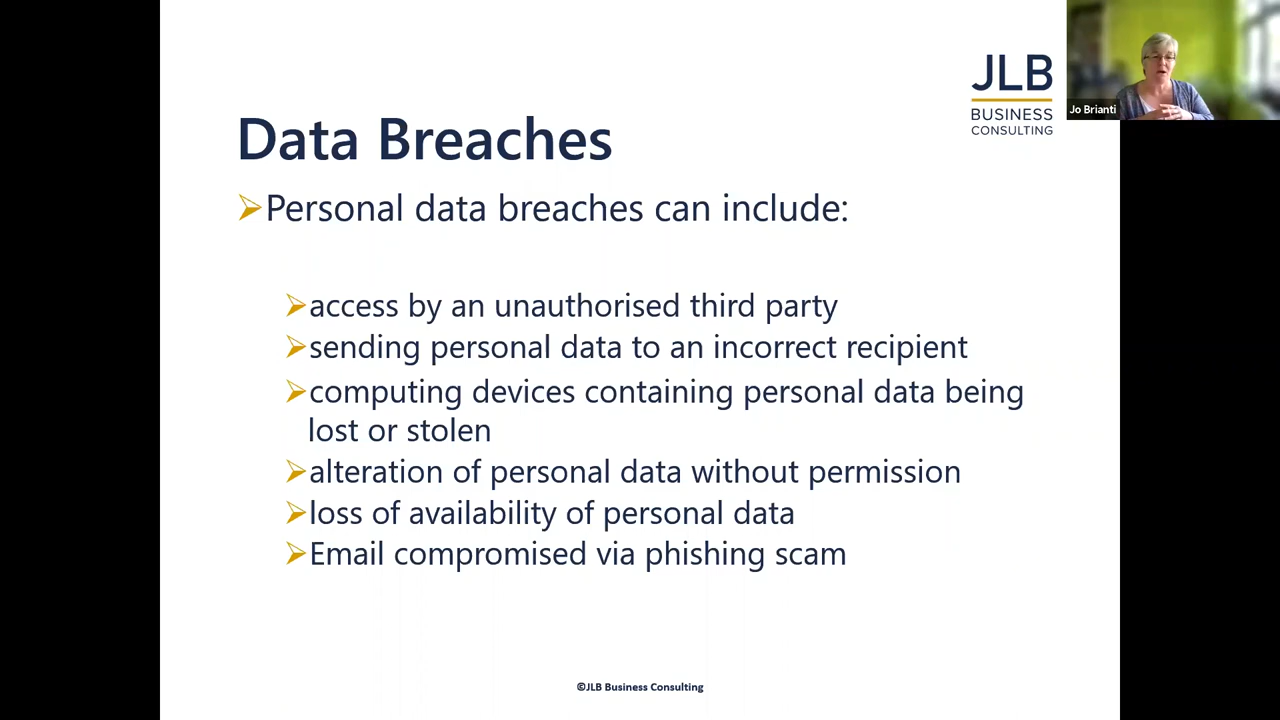 JLB
BUSINESS
CONSULTING
Jo Brianti
Data Breaches
Personal data breaches can include:
access by an unauthorised third party
sending personal data to an incorrect recipient
computing devices containing personal data being
lost or stolen
alteration of personal data without permission
loss of availability of personal data
Email compromised via phishing scam
©JLB Business Consulting